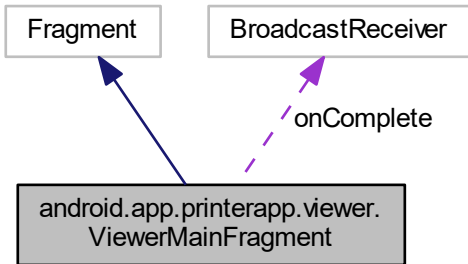 Fragment
BroadcastReceiver
onComplete
android.app.printerapp.viewer.
ViewerMainFragment